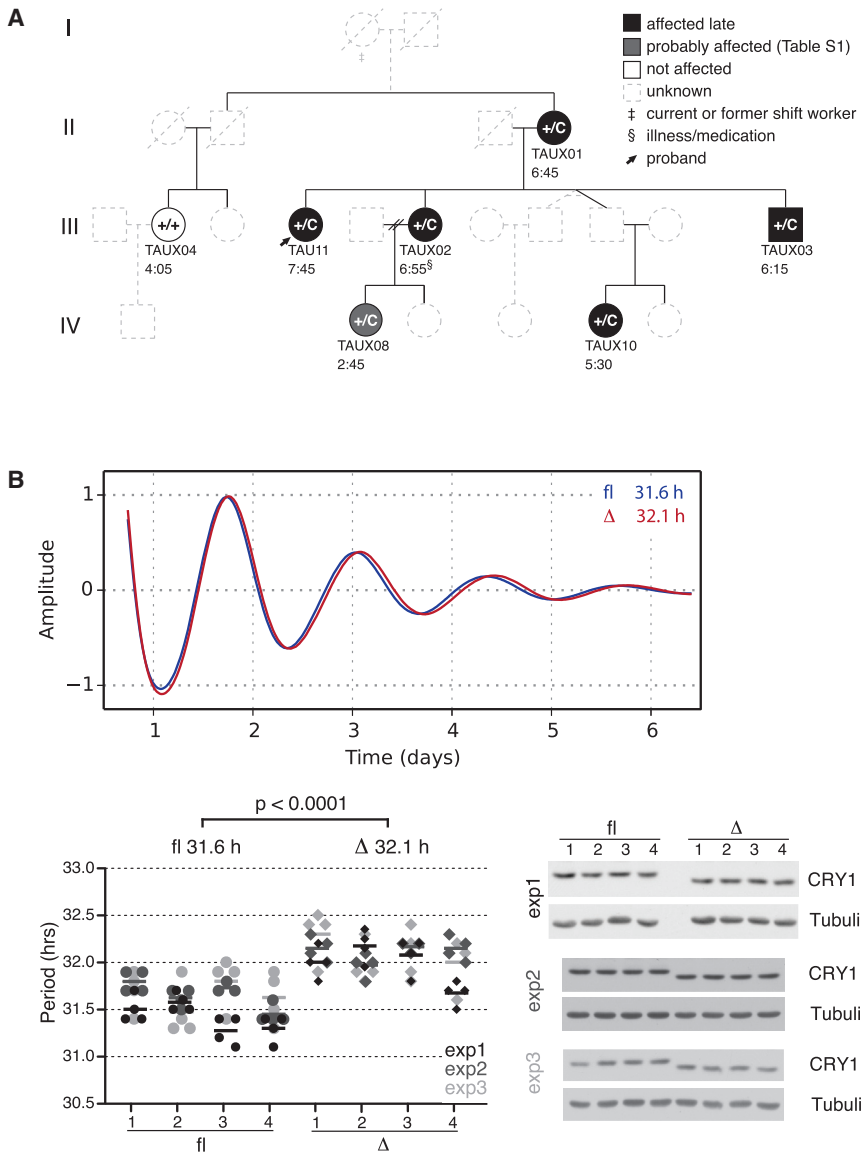 A
I
II
III
IV
affected late
probably affected (Table S1)
not affected
unknown
‡ current or former shift worker
§ illness/medication
proband
‡
+/C
TAUX01
6:45
+/+
TAUX04
4:05
+/C
TAU11
7:45
+/C
TAUX02
6:55§
+/C
TAUX03
6:15
+/C
TAUX08
2:45
+/C
TAUX10
5:30
B
fl 31.6 h
Δ 32.1 h
Amplitude
1
0
−1
1 2 3 4 5 6
Time (days)
p < 0.0001
fl 31.6 h Δ 32.1 h
Period (hrs)
33.0
32.5
32.0
31.5
31.0
30.5
exp1
exp2
exp3
1 2 3 4 1 2 3 4
fl Δ
fl Δ
1 2 3 4 1 2 3 4
exp1
CRY1
Tubuli
exp2
CRY1
Tubuli
exp3
CRY1
Tubuli